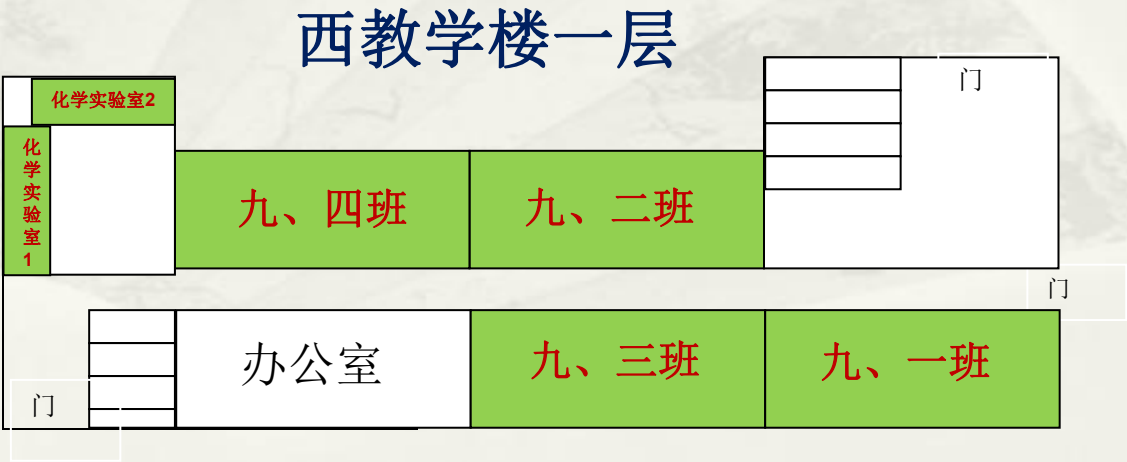 西教学楼一层
门
化学实验室2
化学实验室1
九、四班
九、二班
门
办公室
九、三班
九、一班
门